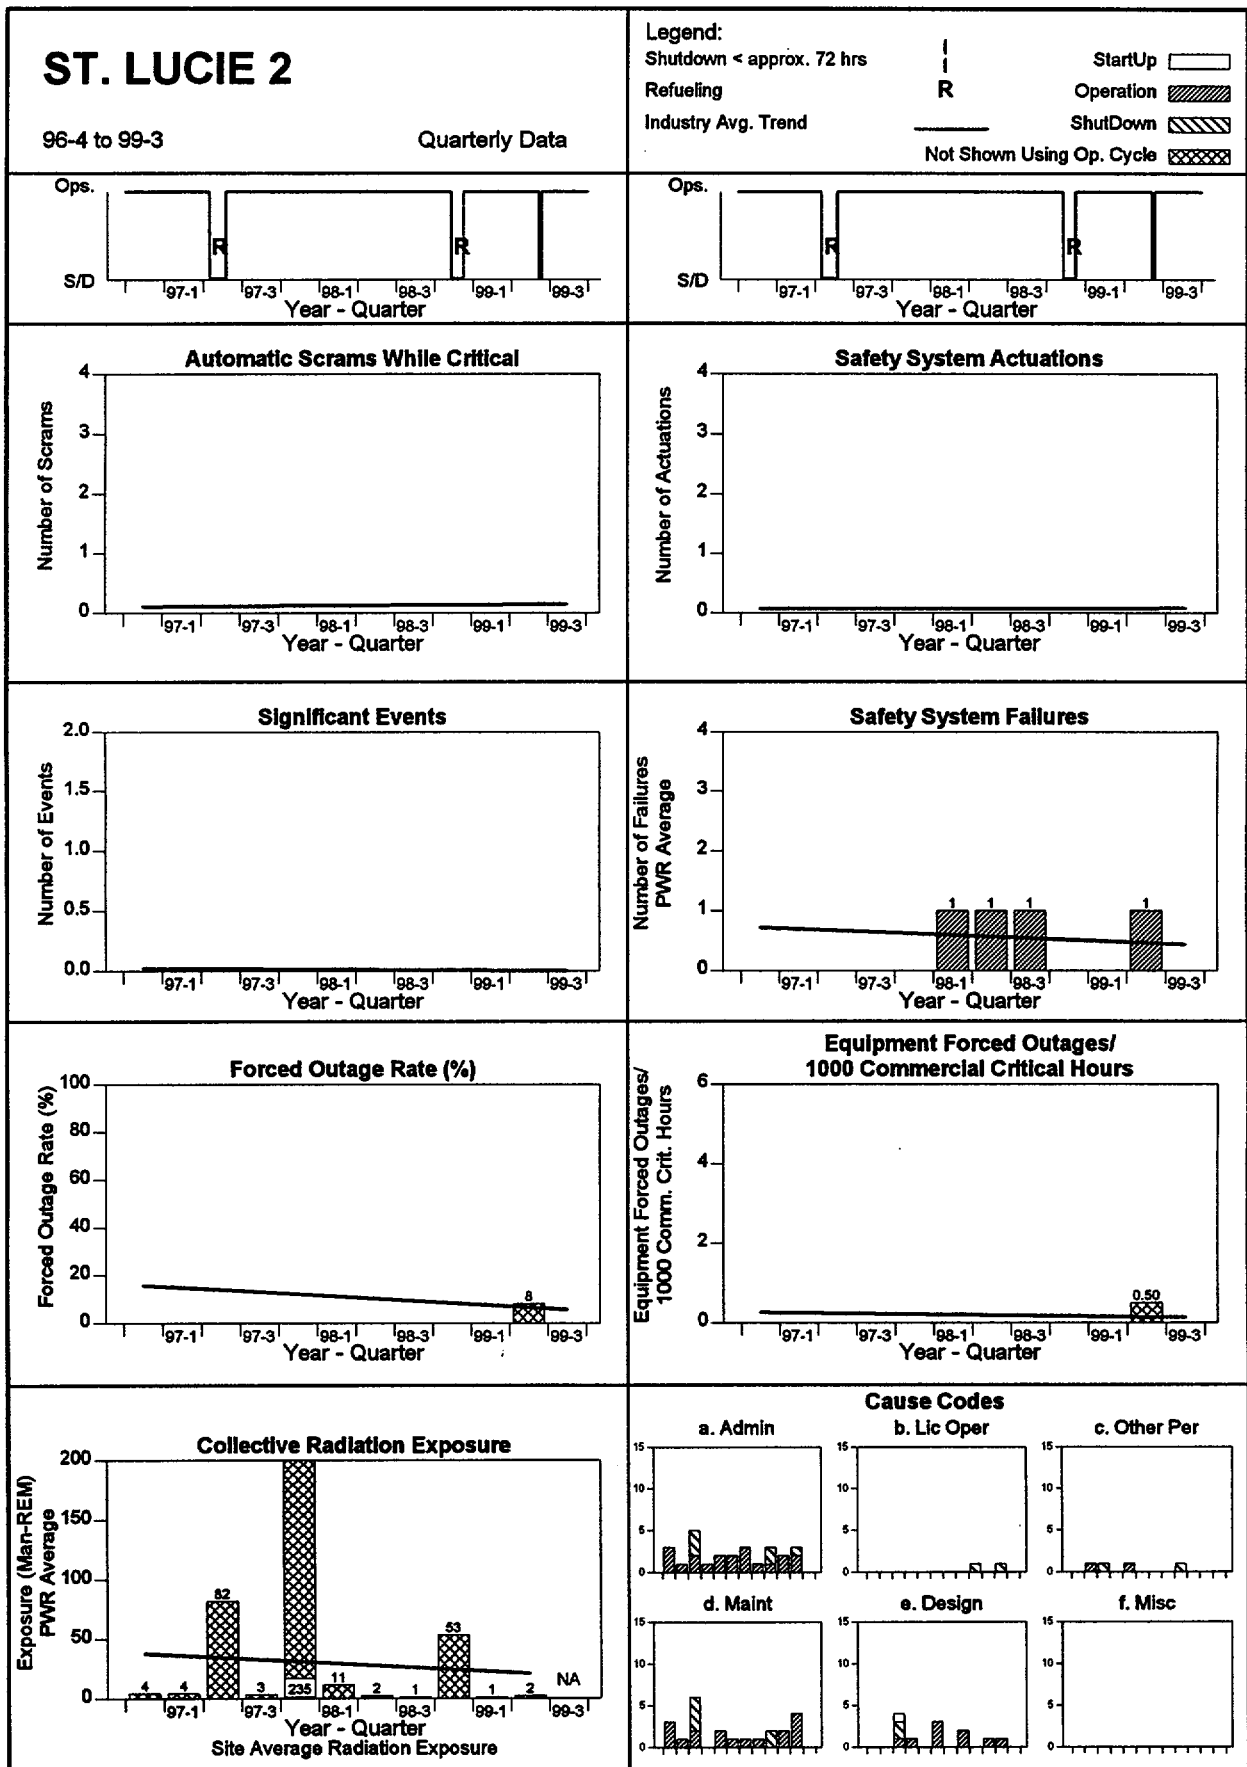 ST. LUCIE 2
96-4 to 99-3 Quarterly Data
Legend:
Shutdown < approx. 72 hrs StartUp
Refueling R Operation
Industry Avg. Trend ShutDown
Not Shown Using Op. Cycle
Ops.
R R
S/D
97-1 97-3 98-1 98-3 99-1 99-3
Year - Quarter
Ops.
R R
S/D
97-1 97-3 98-1 98-3 99-1 99-3
Year - Quarter
Automatic Scrams While Critical
Number of Scrams
4
3
2
1
0
97-1 97-3 98-1 98-3 99-1 99-3
Year - Quarter
Safety System Actuations
Number of Actuations
4
3
2
1
0
97-1 97-3 98-1 98-3 99-1 99-3
Year - Quarter
Significant Events
Number of Events
2.0
1.5
1.0
0.5
0.0
97-1 97-3 98-1 98-3 99-1 99-3
Year - Quarter
Safety System Failures
Number of Failures
PWR Average
4
3
2
1
0
1 1 1 1
97-1 97-3 98-1 98-3 99-1 99-3
Year - Quarter
Forced Outage Rate (%)
Forced Outage Rate (%)
100
80
60
40
20
0
8
97-1 97-3 98-1 98-3 99-1 99-3
Year - Quarter
Equipment Forced Outages/
1000 Commercial Critical Hours
Equipment Forced Outages/
1000 Comm. Crit. Hours
6
4
2
0
0.50
97-1 97-3 98-1 98-3 99-1 99-3
Year - Quarter
Collective Radiation Exposure
Exposure (Man-REM)
PWR Average
200
150
100
50
0
4 4 82 3 235 11 2 1 53 1 2 NA
97-1 97-3 98-1 98-3 99-1 99-3
Year - Quarter
Site Average Radiation Exposure
Cause Codes
a. Admin b. Lic Oper c. Other Per
15 15 15
10 10 10
5 5 5
0 0 0
d. Maint e. Design f. Misc
15 15 15
10 10 10
5 5 5
0 0 0